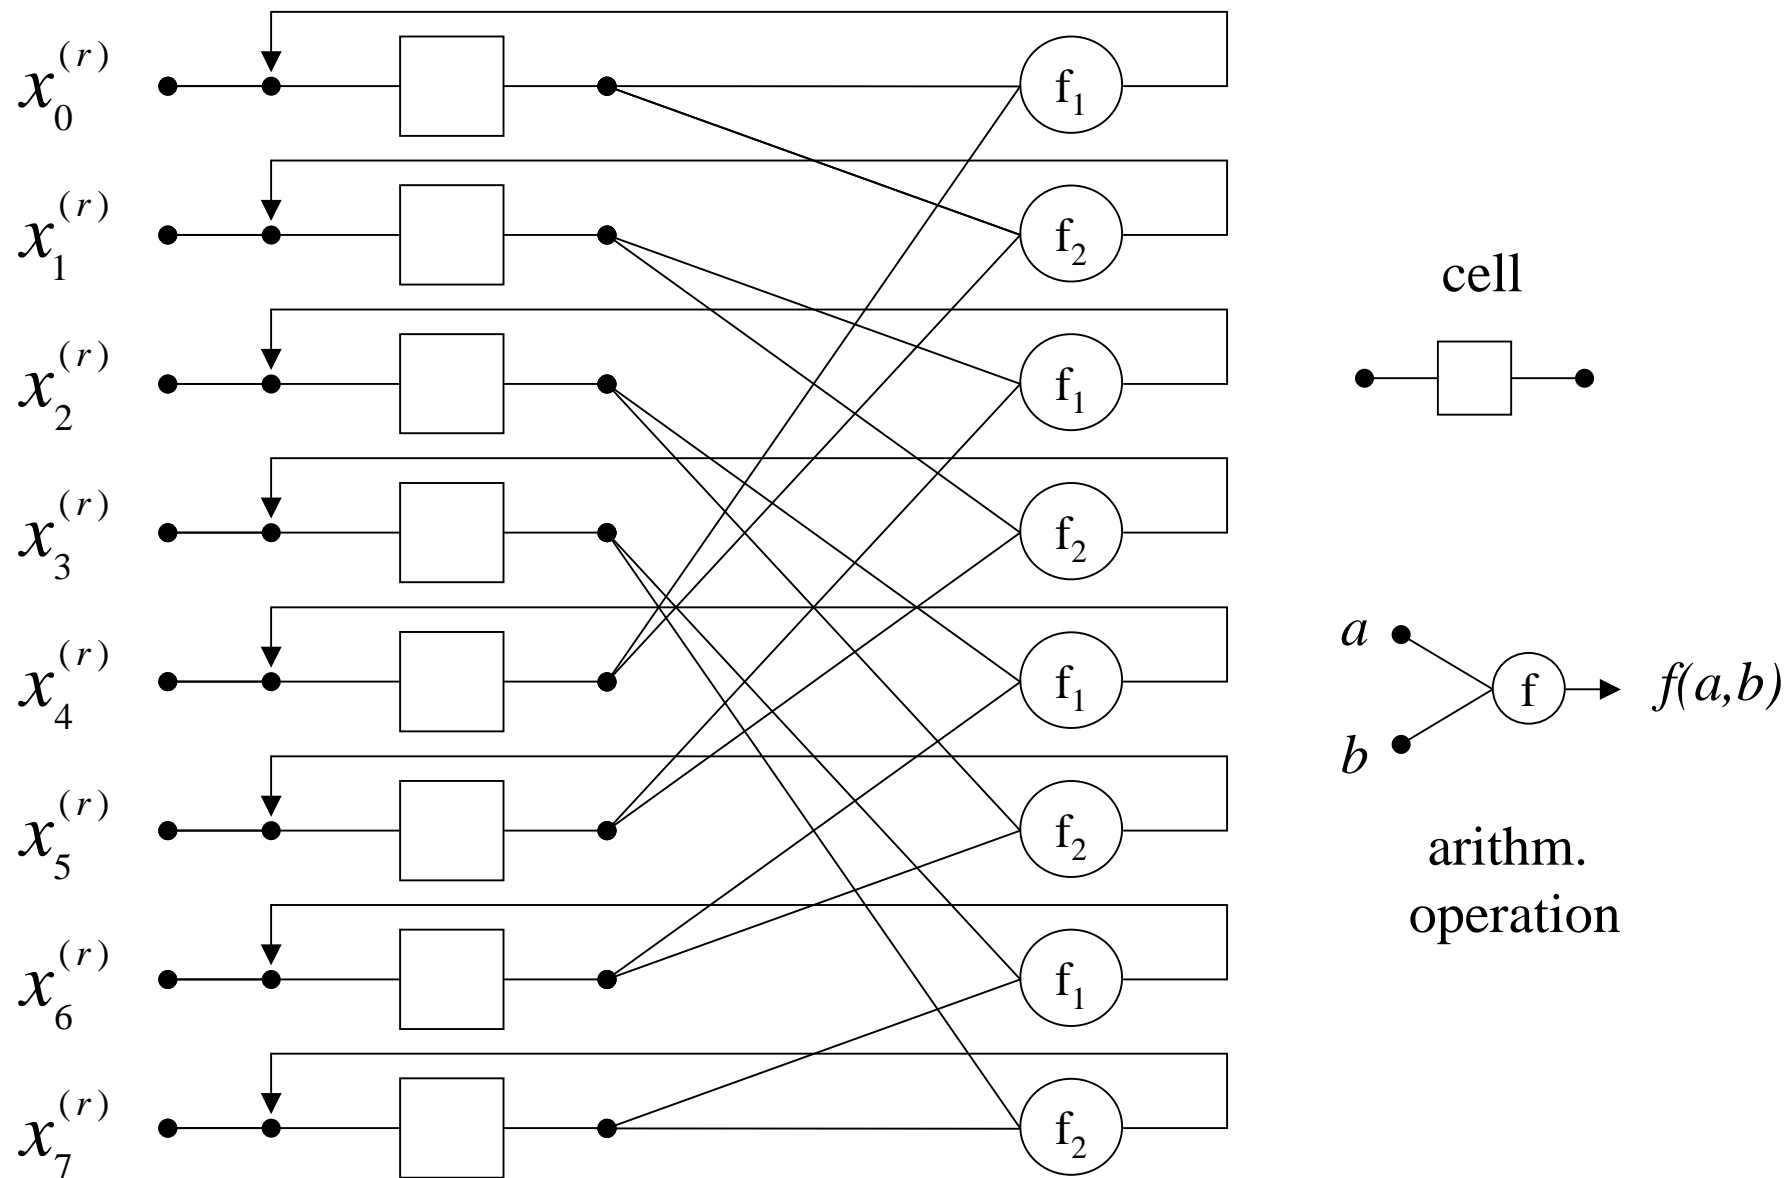 x_0^(r) f_1
x_1^(r) f_2
x_2^(r) f_1
x_3^(r) f_2
x_4^(r) f_1
x_5^(r) f_2
x_6^(r) f_1
x_7^(r) f_2
cell
a
f f(a,b)
b
arithm.
operation